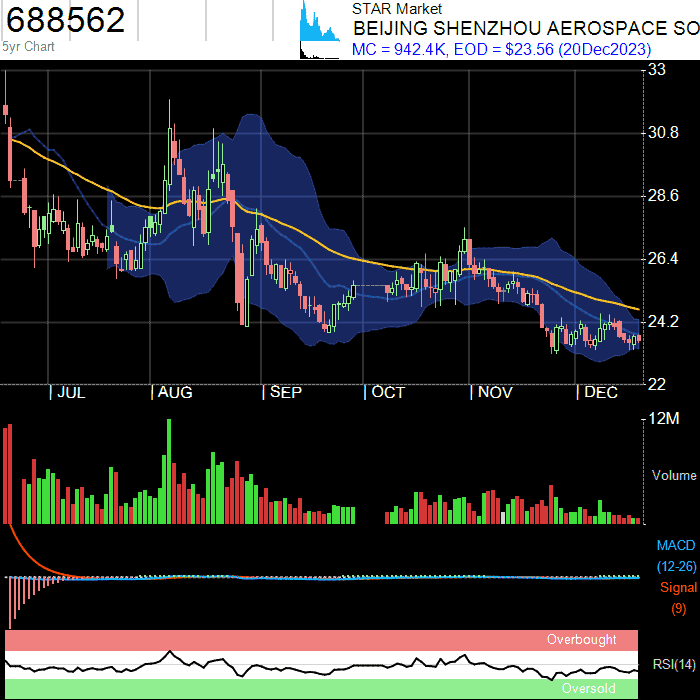 688562
STAR Market
BEIJING SHENZHOU AEROSPACE SO
5yr Chart
MC = 942.4K, EOD = $23.56 (20Dec2023)
33
30.8
28.6
26.4
24.2
22
JUL AUG SEP OCT NOV DEC
12M
Volume
MACD
(12-26)
Signal
(9)
Overbought
RSI(14)
Oversold